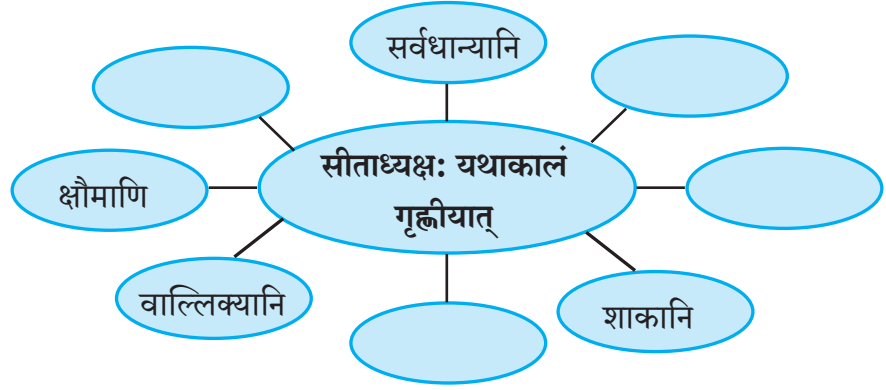 सर्वधान्यानि
सीताध्यक्ष: यथाकालं
गृह्णीयात्
क्षौमाणि
वाल्लिक्यानि
शाकानि